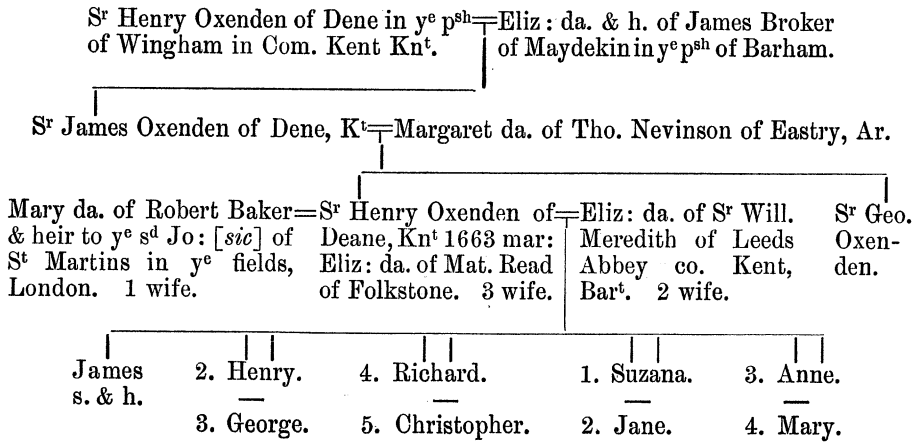 Sʳ Henry Oxenden of Dene in yᵉ pˢʰ=Eliz: da. & h. of James Broker
of Wingham in Com. Kent Knᵗ. of Maydekin in yᵉ pˢʰ of Barham.
Sʳ James Oxenden of Dene, Kᵗ=Margaret da. of Tho. Nevinson of Eastry, Ar.
Mary da. of Robert Baker=
& heir to yᵉ sᵈ Jo: [sic] of
Sᵗ Martins in yᵉ fields,
London. 1 wife.
Sʳ Henry Oxenden of=
Deane, Knᵗ 1663 mar:
Eliz: da. of Mat. Read
of Folkstone. 3 wife.
Eliz: da. of Sʳ Will.
Meredith of Leeds
Abbey co. Kent,
Barᵗ. 2 wife.
Sʳ Geo.
Oxen-
den.
James
s. & h.
2. Henry.
3. George.
4. Richard.
5. Christopher.
1. Suzana.
2. Jane.
3. Anne.
4. Mary.